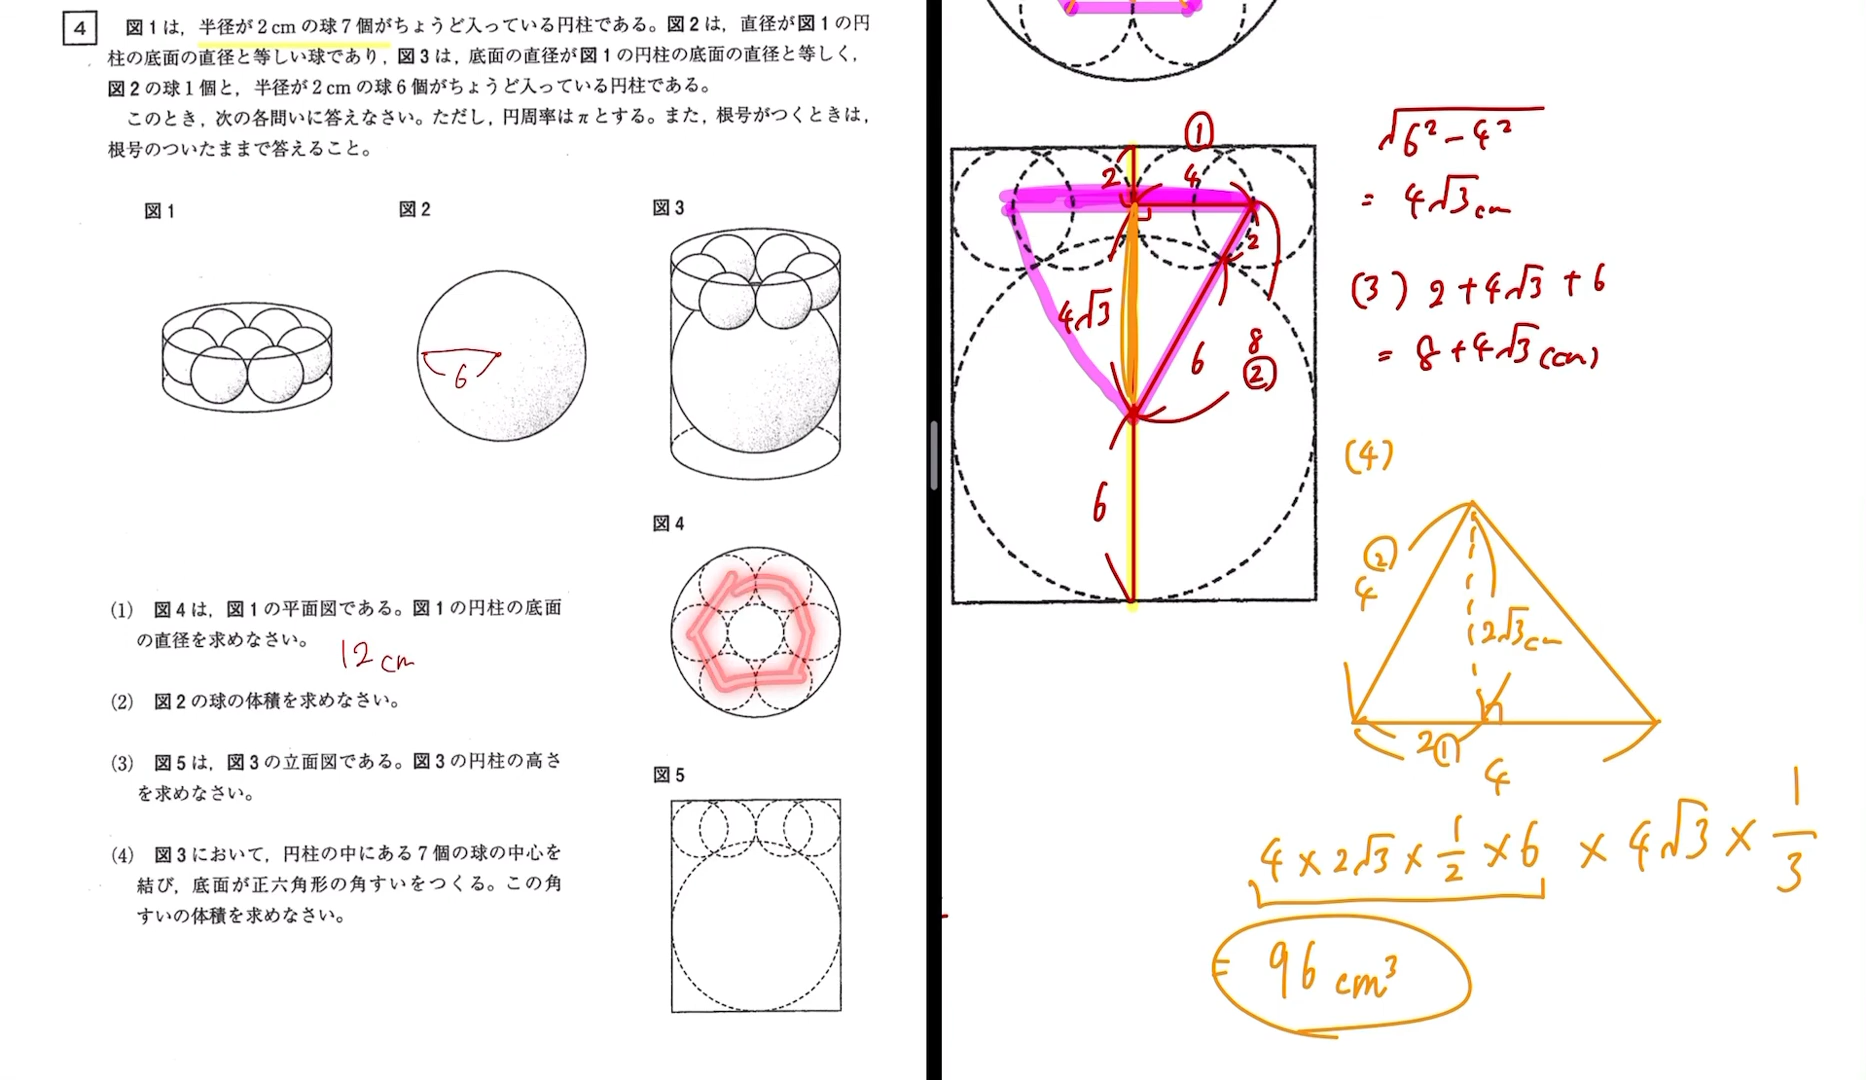 4 図1は，半径が2cmの球7個がちょうど入っている円柱である。図2は，直径が図1の円
柱の底面の直径と等しい球であり，図3は，底面の直径が図1の円柱の底面の直径と等しく，
図2の球1個と，半径が2cmの球6個がちょうど入っている円柱である。
このとき，次の各問いに答えなさい。ただし，円周率はπとする。また，根号がつくときは，
根号のついたままで答えること。
図1
図2
図3
6
図4
(1) 図4は，図1の平面図である。図1の円柱の底面
の直径を求めなさい。
12cm
(2) 図2の球の体積を求めなさい。
(3) 図5は，図3の立面図である。図3の円柱の高さ
を求めなさい。
図5
(4) 図3において，円柱の中にある7個の球の中心を
結び，底面が正六角形の角すいをつくる。この角
すいの体積を求めなさい。
①
2
4
2
4√3
6
8
②
6
√6²-4²
= 4√3cm
(3) 2+4√3+6
= 8+4√3(cm)
(4)
②
4
2√3cm
2①
4
4×2√3×1/2×6×4√3×1/3
= 96cm³